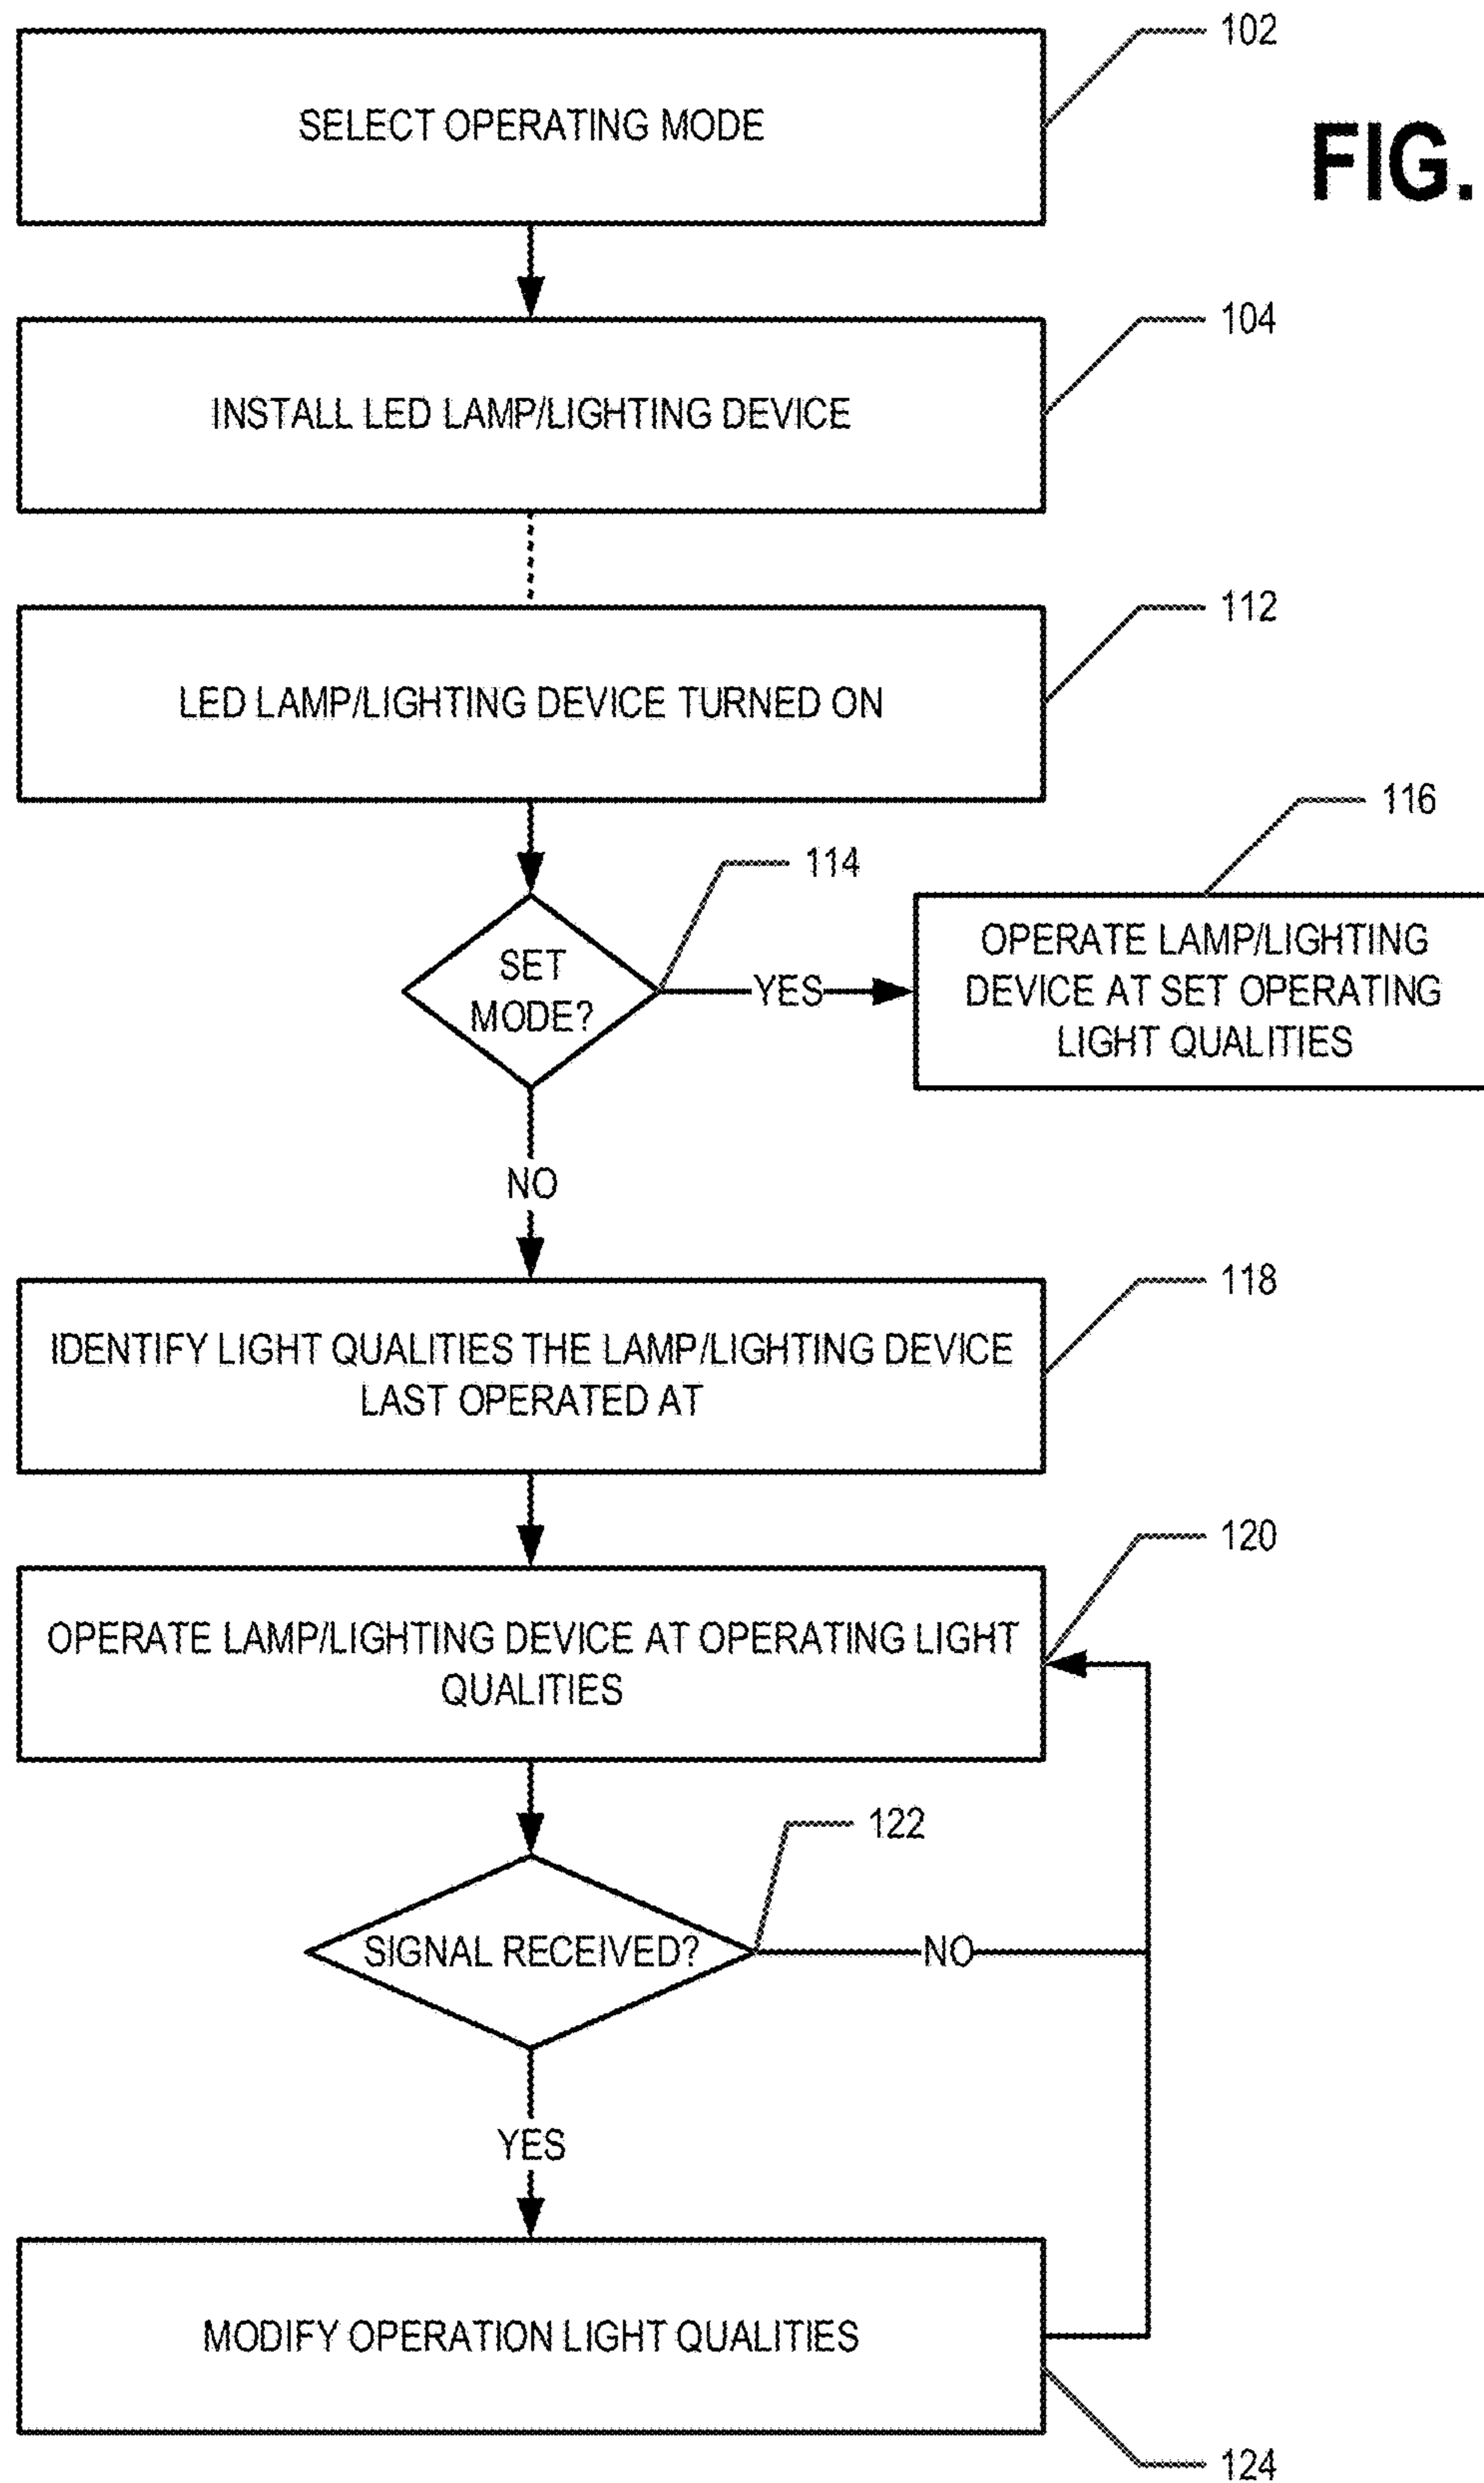 102
SELECT OPERATING MODE
FIG.
104
INSTALL LED LAMP/LIGHTING DEVICE
112
LED LAMP/LIGHTING DEVICE TURNED ON
116
114
SET
MODE?
YES
OPERATE LAMP/LIGHTING
DEVICE AT SET OPERATING
LIGHT QUALITIES
NO
118
IDENTIFY LIGHT QUALITIES THE LAMP/LIGHTING DEVICE
LAST OPERATED AT
120
OPERATE LAMP/LIGHTING DEVICE AT OPERATING LIGHT
QUALITIES
122
SIGNAL RECEIVED?
NO
YES
MODIFY OPERATION LIGHT QUALITIES
124